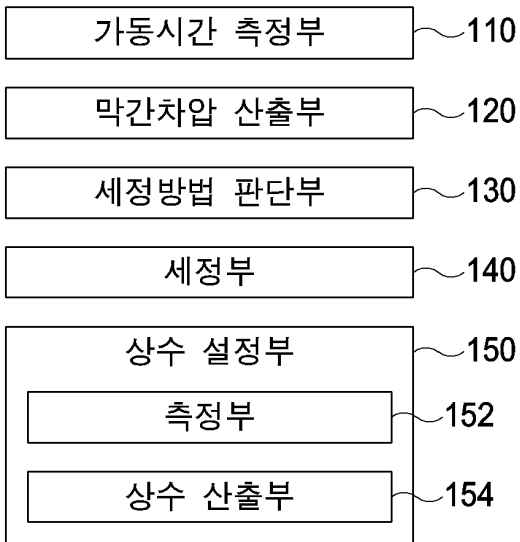 가동시간 측정부 110
막간차압 산출부 120
세정방법 판단부 130
세정부 140
상수 설정부 150
측정부 152
상수 산출부 154